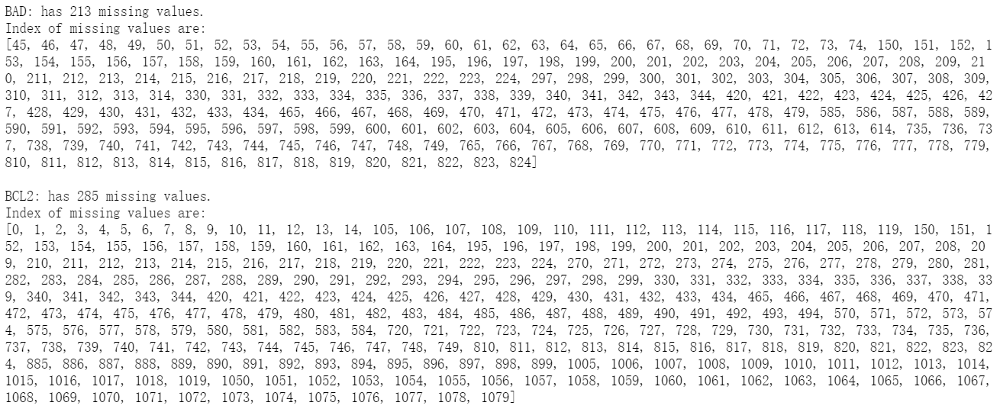 BAD: has 213 missing values.
Index of missing values are:
[45, 46, 47, 48, 49, 50, 51, 52, 53, 54, 55, 56, 57, 58, 59, 60, 61, 62, 63, 64, 65, 66, 67, 68, 69, 70, 71, 72, 73, 74, 150, 151, 152, 1
53, 154, 155, 156, 157, 158, 159, 160, 161, 162, 163, 164, 195, 196, 197, 198, 199, 200, 201, 202, 203, 204, 205, 206, 207, 208, 209, 21
0, 211, 212, 213, 214, 215, 216, 217, 218, 219, 220, 221, 222, 223, 224, 297, 298, 299, 300, 301, 302, 303, 304, 305, 306, 307, 308, 309,
310, 311, 312, 313, 314, 330, 331, 332, 333, 334, 335, 336, 337, 338, 339, 340, 341, 342, 343, 344, 420, 421, 422, 423, 424, 425, 426, 42
7, 428, 429, 430, 431, 432, 433, 434, 465, 466, 467, 468, 469, 470, 471, 472, 473, 474, 475, 476, 477, 478, 479, 585, 586, 587, 588, 589,
590, 591, 592, 593, 594, 595, 596, 597, 598, 599, 600, 601, 602, 603, 604, 605, 606, 607, 608, 609, 610, 611, 612, 613, 614, 735, 736, 73
7, 738, 739, 740, 741, 742, 743, 744, 745, 746, 747, 748, 749, 765, 766, 767, 768, 769, 770, 771, 772, 773, 774, 775, 776, 777, 778, 779,
810, 811, 812, 813, 814, 815, 816, 817, 818, 819, 820, 821, 822, 823, 824]
BCL2: has 285 missing values.
Index of missing values are:
[0, 1, 2, 3, 4, 5, 6, 7, 8, 9, 10, 11, 12, 13, 14, 105, 106, 107, 108, 109, 110, 111, 112, 113, 114, 115, 116, 117, 118, 119, 150, 151, 1
52, 153, 154, 155, 156, 157, 158, 159, 160, 161, 162, 163, 164, 195, 196, 197, 198, 199, 200, 201, 202, 203, 204, 205, 206, 207, 208, 20
9, 210, 211, 212, 213, 214, 215, 216, 217, 218, 219, 220, 221, 222, 223, 224, 270, 271, 272, 273, 274, 275, 276, 277, 278, 279, 280, 281,
282, 283, 284, 285, 286, 287, 288, 289, 290, 291, 292, 293, 294, 295, 296, 297, 298, 299, 330, 331, 332, 333, 334, 335, 336, 337, 338, 33
9, 340, 341, 342, 343, 344, 420, 421, 422, 423, 424, 425, 426, 427, 428, 429, 430, 431, 432, 433, 434, 465, 466, 467, 468, 469, 470, 471,
472, 473, 474, 475, 476, 477, 478, 479, 480, 481, 482, 483, 484, 485, 486, 487, 488, 489, 490, 491, 492, 493, 494, 570, 571, 572, 573, 57
4, 575, 576, 577, 578, 579, 580, 581, 582, 583, 584, 720, 721, 722, 723, 724, 725, 726, 727, 728, 729, 730, 731, 732, 733, 734, 735, 736,
737, 738, 739, 740, 741, 742, 743, 744, 745, 746, 747, 748, 749, 810, 811, 812, 813, 814, 815, 816, 817, 818, 819, 820, 821, 822, 823, 82
4, 885, 886, 887, 888, 889, 890, 891, 892, 893, 894, 895, 896, 897, 898, 899, 1005, 1006, 1007, 1008, 1009, 1010, 1011, 1012, 1013, 1014,
1015, 1016, 1017, 1018, 1019, 1050, 1051, 1052, 1053, 1054, 1055, 1056, 1057, 1058, 1059, 1060, 1061, 1062, 1063, 1064, 1065, 1066, 1067,
1068, 1069, 1070, 1071, 1072, 1073, 1074, 1075, 1076, 1077, 1078, 1079]